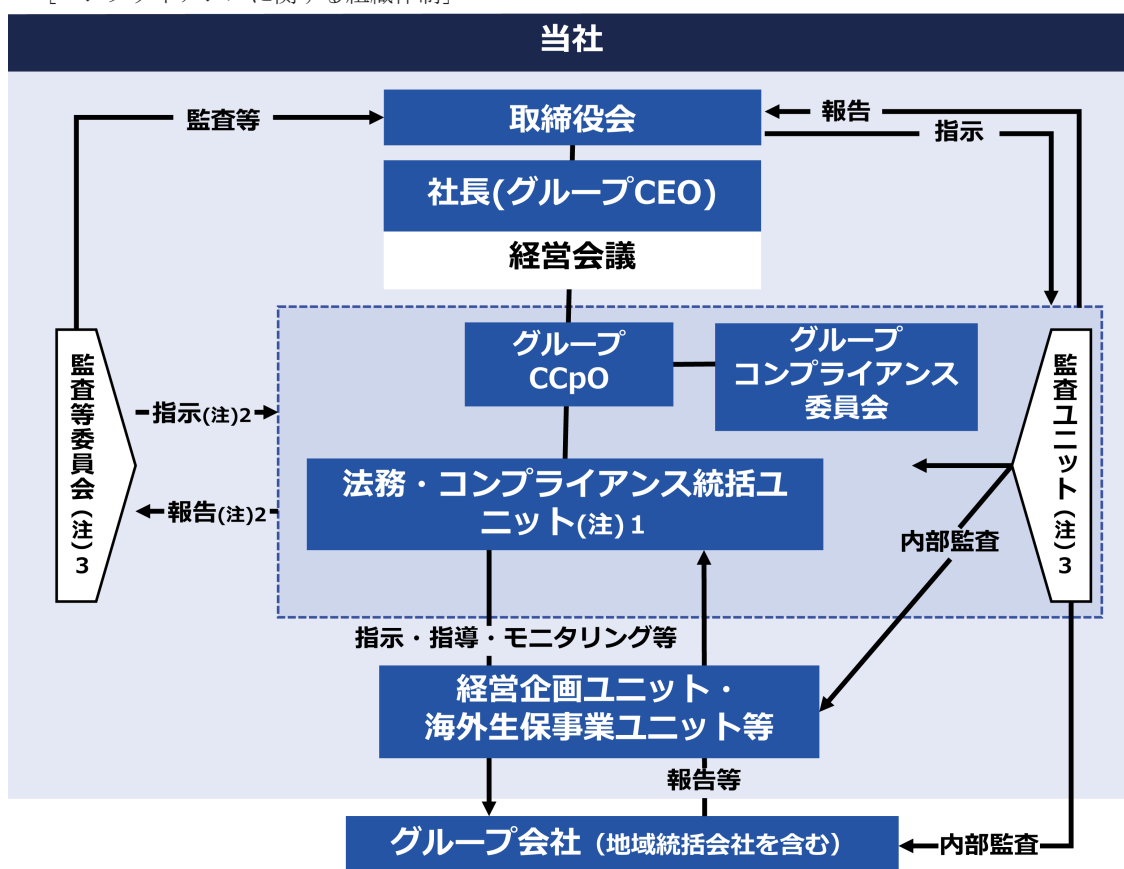 当社
監査等
取締役会
報告
指示
社長(グループCEO)
経営会議
グループ
CCpO
グループ
コンプライアンス
委員会
監査等委員会(注)3
指示(注)2
報告(注)2
法務・コンプライアンス統括ユ
ニット(注)1
監査ユニット(注)3
内部監査
指示・指導・モニタリング等
経営企画ユニット・
海外生保事業ユニット等
報告等
グループ会社（地域統括会社を含む）
内部監査